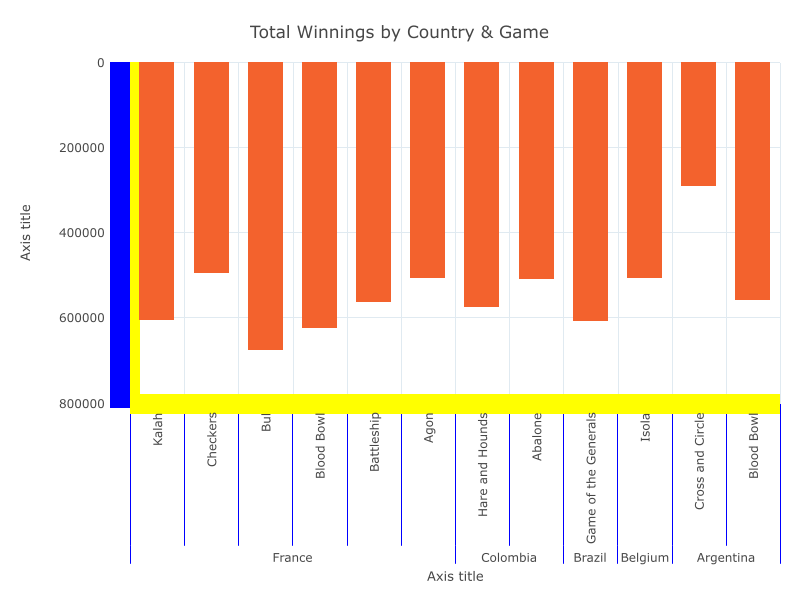 Total Winnings by Country & Game
Axis title
0
200000
400000
600000
800000
Kalah
Checkers
Bul
Blood Bowl
Battleship
Agon
Hare and Hounds
Abalone
Game of the Generals
Isola
Cross and Circle
Blood Bowl
France
Colombia
Brazil
Belgium
Argentina
Axis title